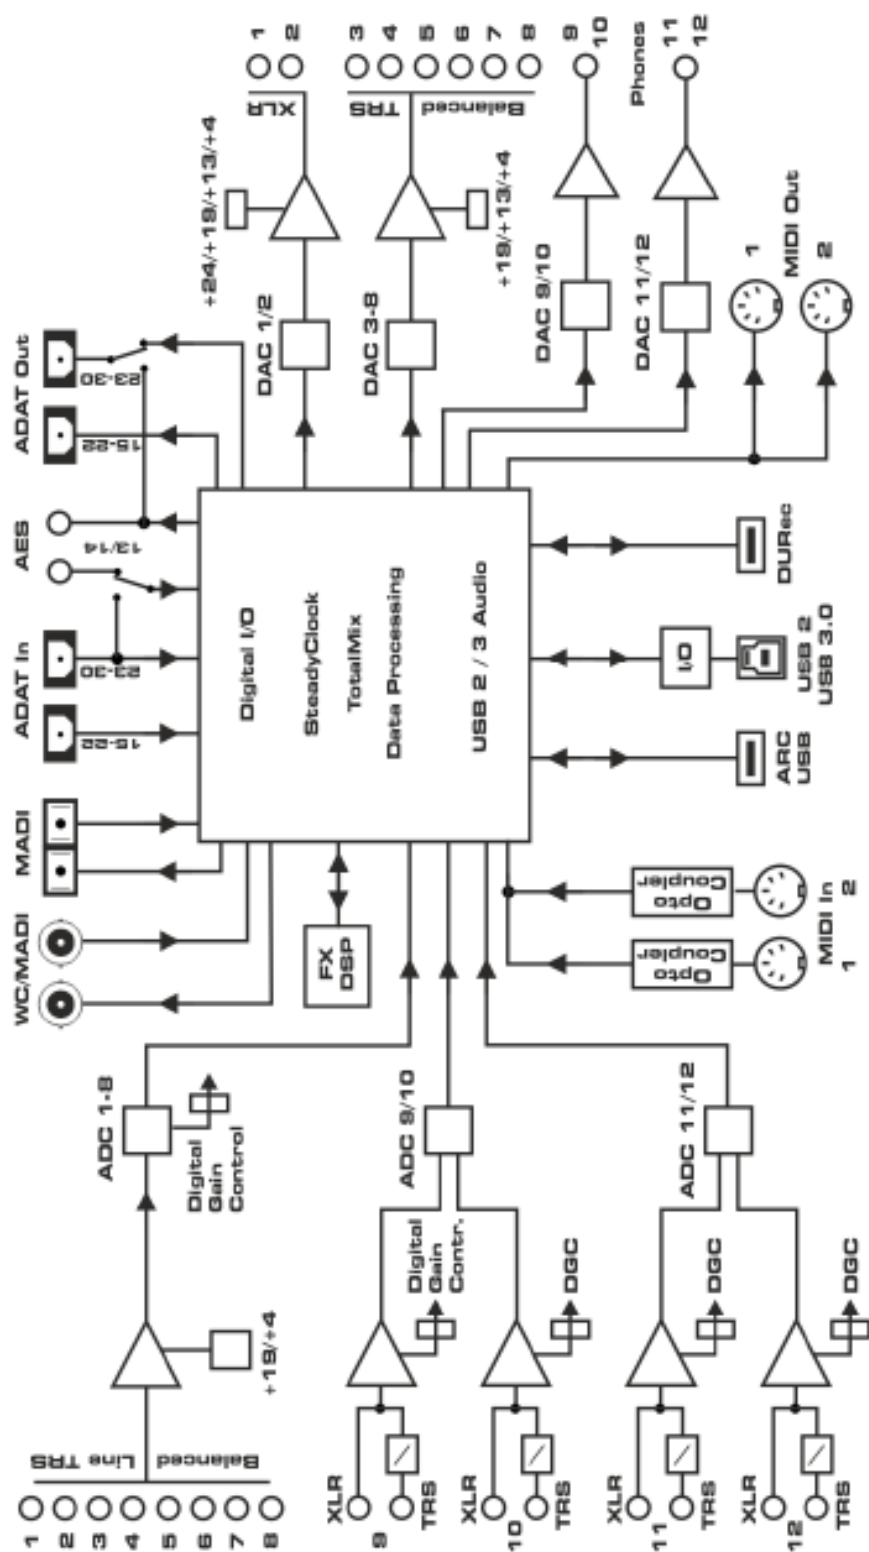 1
2
3
4
5
6
7
8
Balanced
Line TRS
+19/+4
ADC 1-8
Digital
Gain
Control
WC/MADI
MADI
ADAT In
15-22
23-30
AES
13/14
ADAT Out
15-22
23-30
+24/+19/+13/+4
XLR
1
2
TRS
Balanced
3
4
5
6
7
8
DAC 1/2
DAC 3-8
+19/+13/+4
9
10
Phones
11
12
DAC 9/10
DAC 11/12
MIDI Out
1
2
Digital I/O
SteadyClock
TotalMix
Data Processing
USB 2 / 3 Audio
FX
DSP
DURec
I/O
USB 2
USB 3.0
ARC
USB
Opto
Coupler
Opto
Coupler
MIDI In
1
2
XLR
9
TRS
Digital
Gain
Contr.
XLR
10
TRS
DGC
ADC 9/10
XLR
11
TRS
DGC
XLR
12
TRS
DGC
ADC 11/12